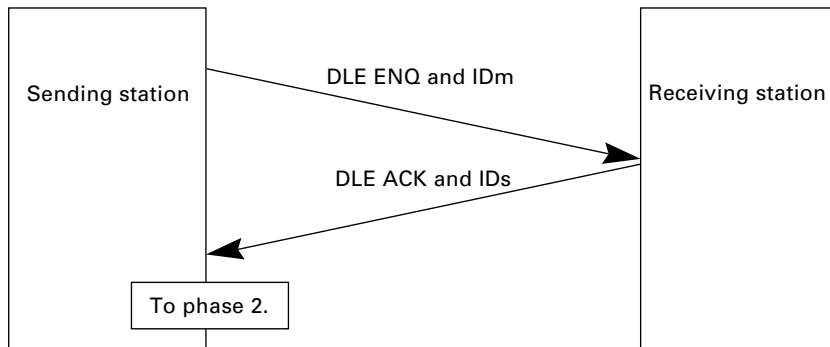 DLE ENQ and IDm
Sending station
Receiving station
DLE ACK and IDs
To phase 2.